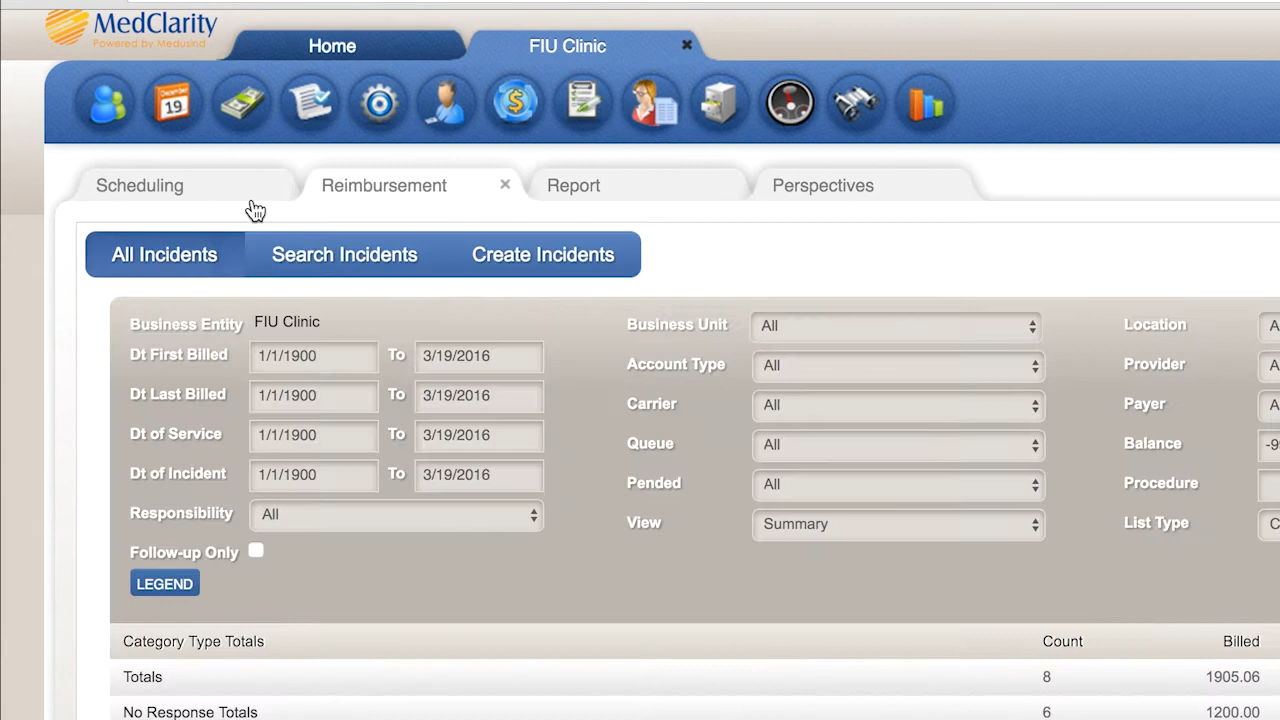 MedClarity
Powered by Medusind
Home
FIU Clinic
December
19
Scheduling
Reimbursement
Report
Perspectives
All Incidents
Search Incidents
Create Incidents
Business Entity FIU Clinic
Dt First Billed 1/1/1900 To 3/19/2016
Dt Last Billed 1/1/1900 To 3/19/2016
Dt of Service 1/1/1900 To 3/19/2016
Dt of Incident 1/1/1900 To 3/19/2016
Responsibility All
Follow-up Only
LEGEND
Business Unit All
Account Type All
Carrier All
Queue All
Pended All
View Summary
Location A
Provider A
Payer A
Balance -9
Procedure
List Type C
Category Type Totals Count Billed
Totals 8 1905.06
No Response Totals 6 1200.00